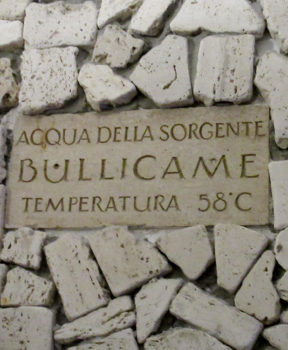 ACQUA DELLA SORGENTE
BULLICAME
TEMPERATURA 58°C